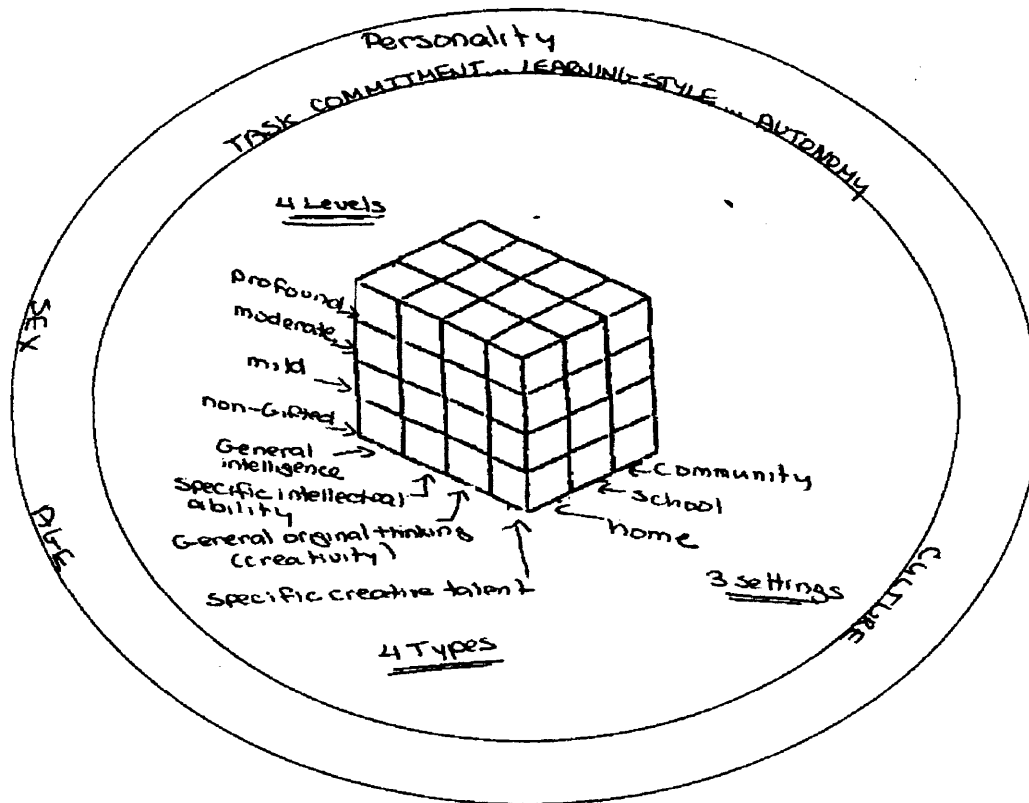 Personality
TASK COMMITMENT... LEARNING-STYLE... AUTONOMY
4 Levels
profound
moderate
mild
non-Gifted
General
intelligence
specific intellectual
ability
General orginal thinking
(creativity)
specific creative talent
4 Types
community
school
home
3 settings
SEX
AGE
CULTURE